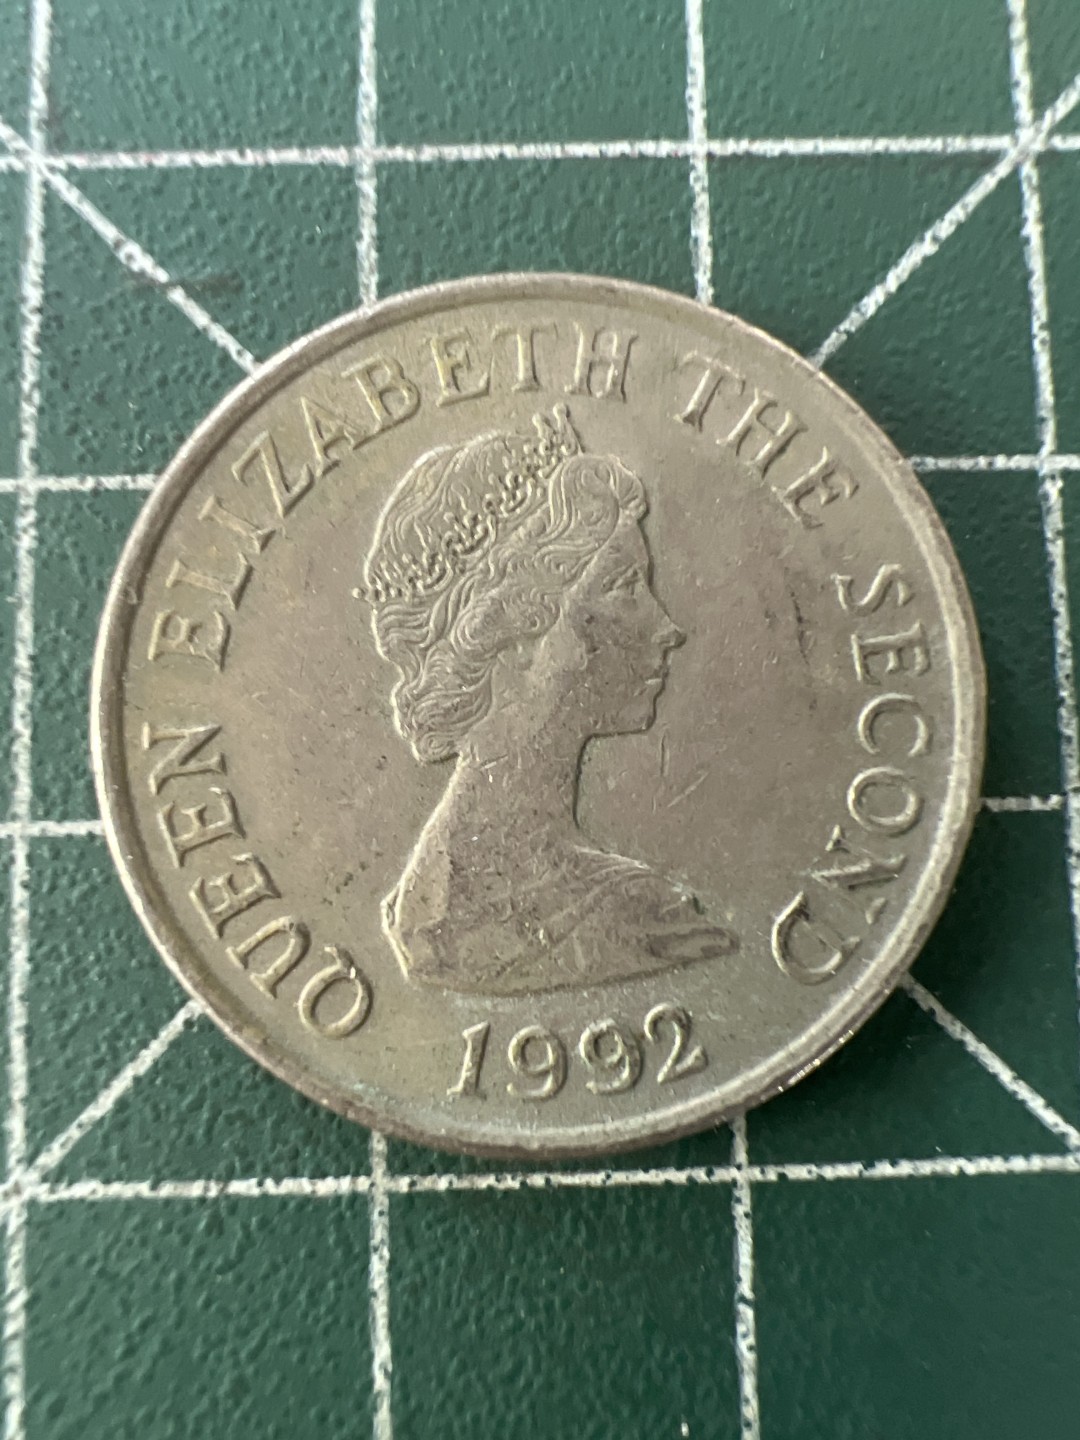 QUEEN ELIZABETH THE SECOND
1992